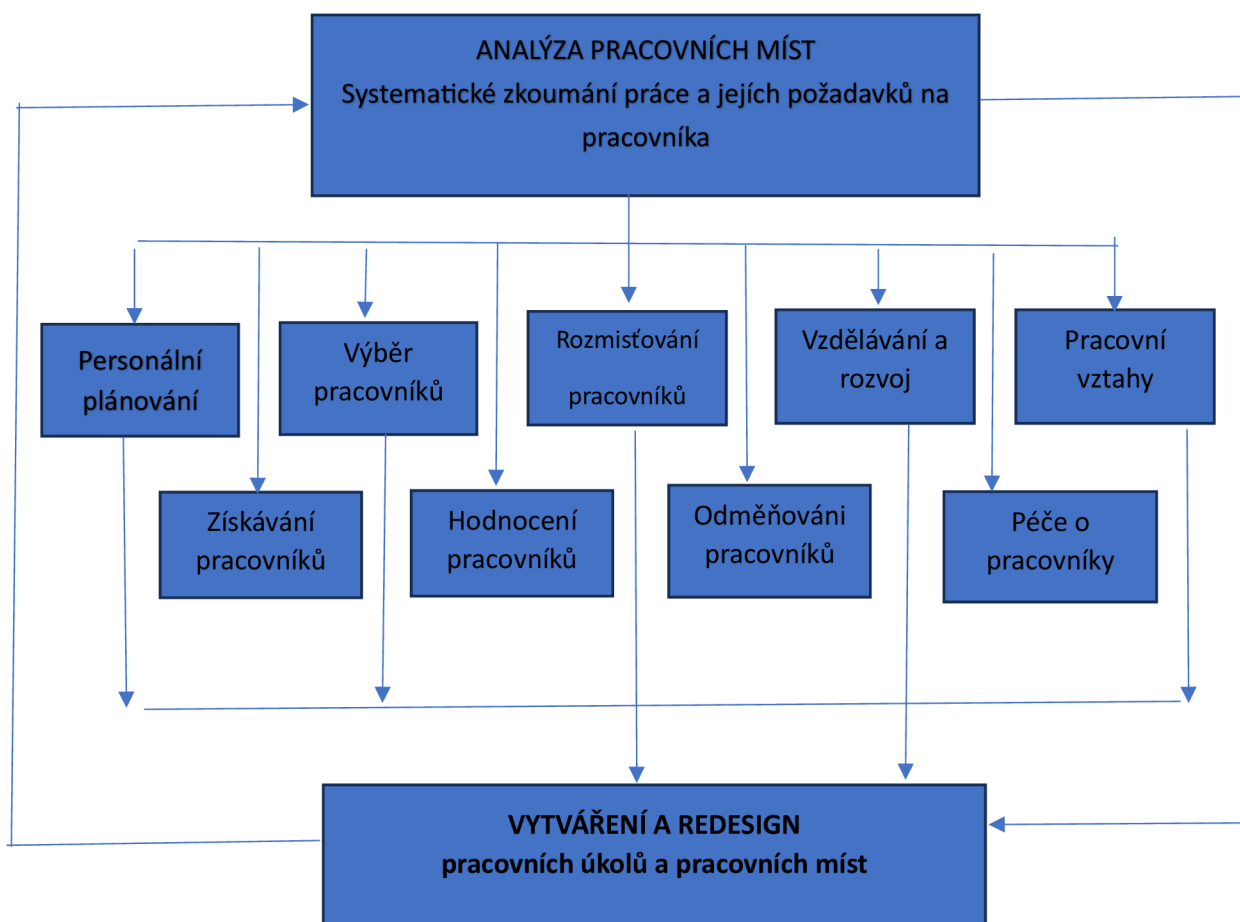 ANALÝZA PRACOVNÍCH MÍST
Systematické zkoumání práce a jejích požadavků na
pracovníka
Personální
plánování
Výběr
pracovníků
Rozmisťování
pracovníků
Vzdělávání a
rozvoj
Pracovní
vztahy
Získávání
pracovníků
Hodnocení
pracovníků
Odměňováni
pracovníků
Péče o
pracovníky
VYTVÁŘENÍ A REDESIGN
pracovních úkolů a pracovních míst